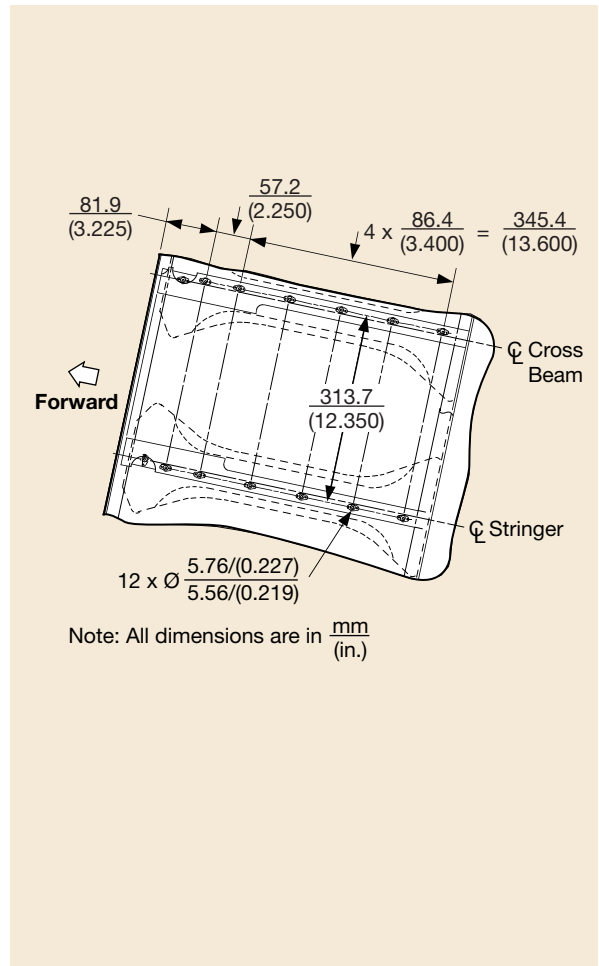 81.9
(3.225)
57.2
(2.250)
4 x 86.4 = 345.4
(3.400) (13.600)
℄ Cross
Beam
Forward
313.7
(12.350)
℄ Stringer
12 x Ø 5.76/(0.227)
5.56/(0.219)
Note: All dimensions are in mm
(in.)